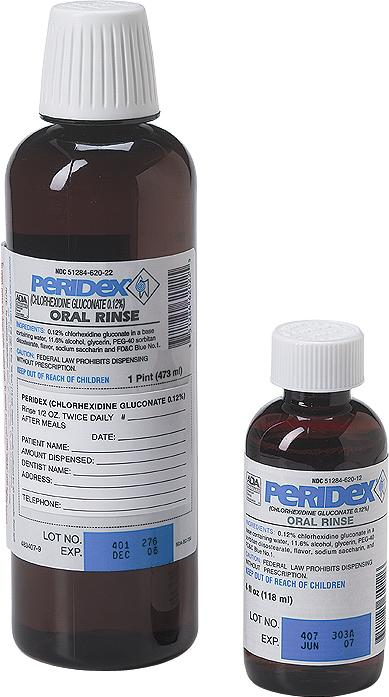 NDC 51284-620-22
PERIDEX
(CHLORHEXIDINE GLUCONATE 0.12%)
ADA
ORAL RINSE
INGREDIENTS: 0.12% chlorhexidine gluconate in a base
containing water, 11.6% alcohol, glycerin, PEG-40 sorbitan
diisostearate, flavor, sodium saccharin and FD&C Blue No.1.
CAUTION: FEDERAL LAW PROHIBITS DISPENSING
WITHOUT PRESCRIPTION.
KEEP OUT OF REACH OF CHILDREN
1 Pint (473 ml)
PERIDEX (CHLORHEXIDINE GLUCONATE 0.12%)
Rinse 1/2 OZ. TWICE DAILY #
AFTER MEALS
DATE:
PATIENT NAME:
AMOUNT DISPENSED:
DENTIST NAME:
ADDRESS:
TELEPHONE:
LOT NO. 401 276
EXP. DEC 06
NDC 51284-620-12
ADA
PERIDEX
(CHLORHEXIDINE GLUCONATE 0.12%)
ORAL RINSE
INGREDIENTS: 0.12% chlorhexidine gluconate in a base
containing water, 11.6% alcohol, glycerin, PEG-40
sorbitan diisostearate, flavor, sodium saccharin, and
FD&C Blue No.1.
CAUTION: FEDERAL LAW PROHIBITS DISPENSING
WITHOUT PRESCRIPTION.
KEEP OUT OF REACH OF CHILDREN
fl oz (118 ml)
LOT NO. 407 303A
EXP. JUN 07